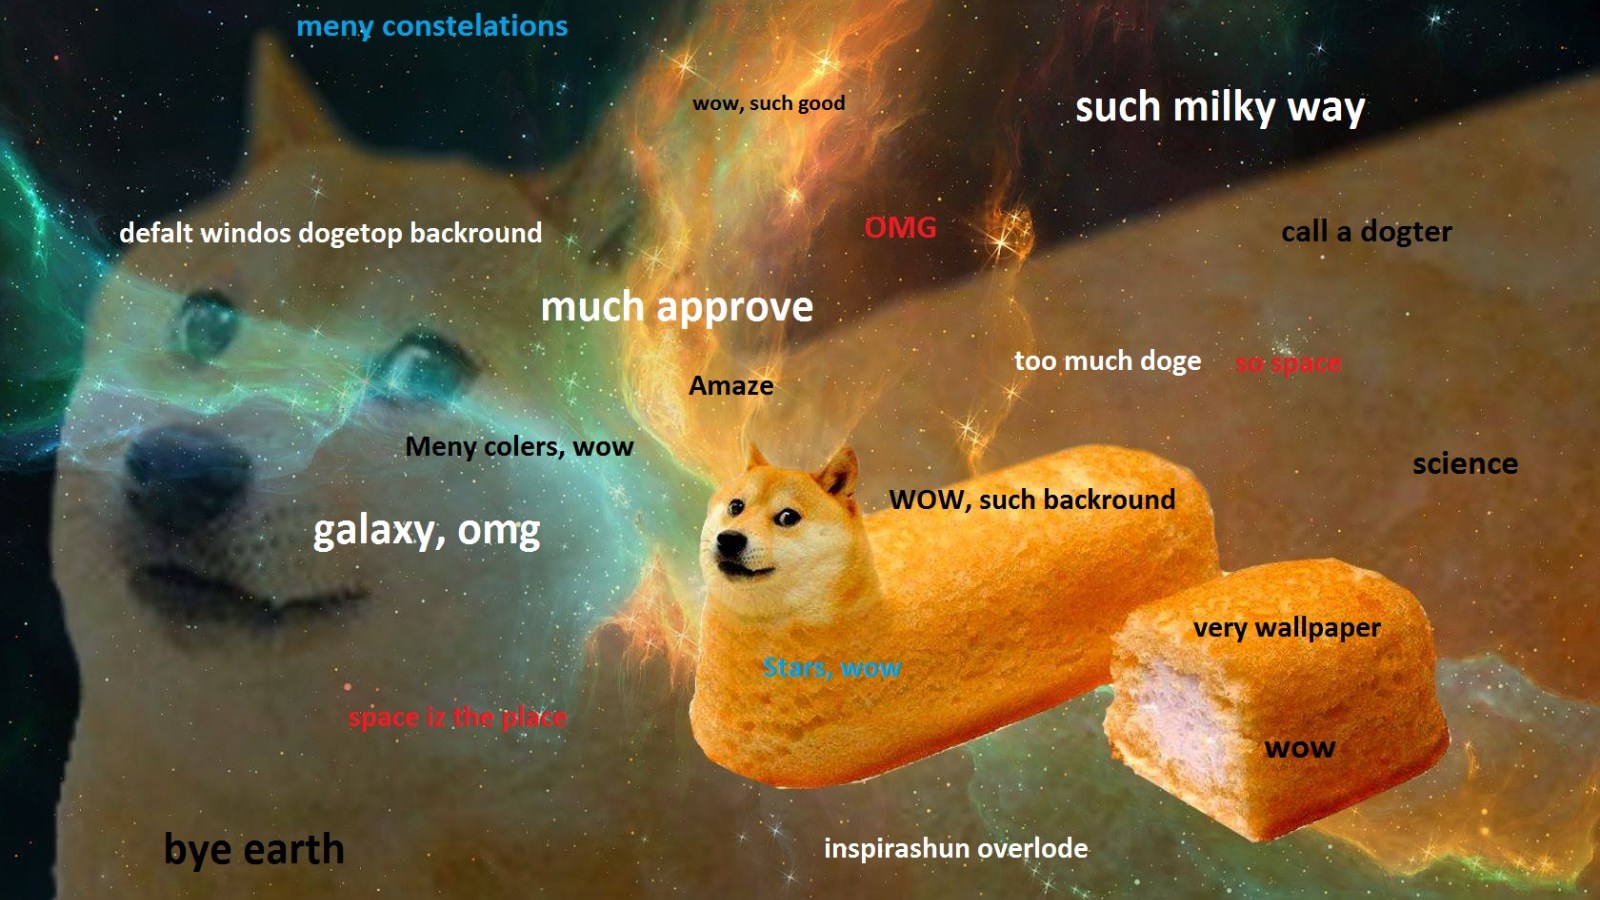 meny constelations
wow, such good
such milky way
defalt windos dogetop backround
OMG
call a dogter
much approve
too much doge
so space
Amaze
Meny colers, wow
science
WOW, such backround
galaxy, omg
very wallpaper
Stars, wow
space iz the place
wow
bye earth
inspirashun overlode